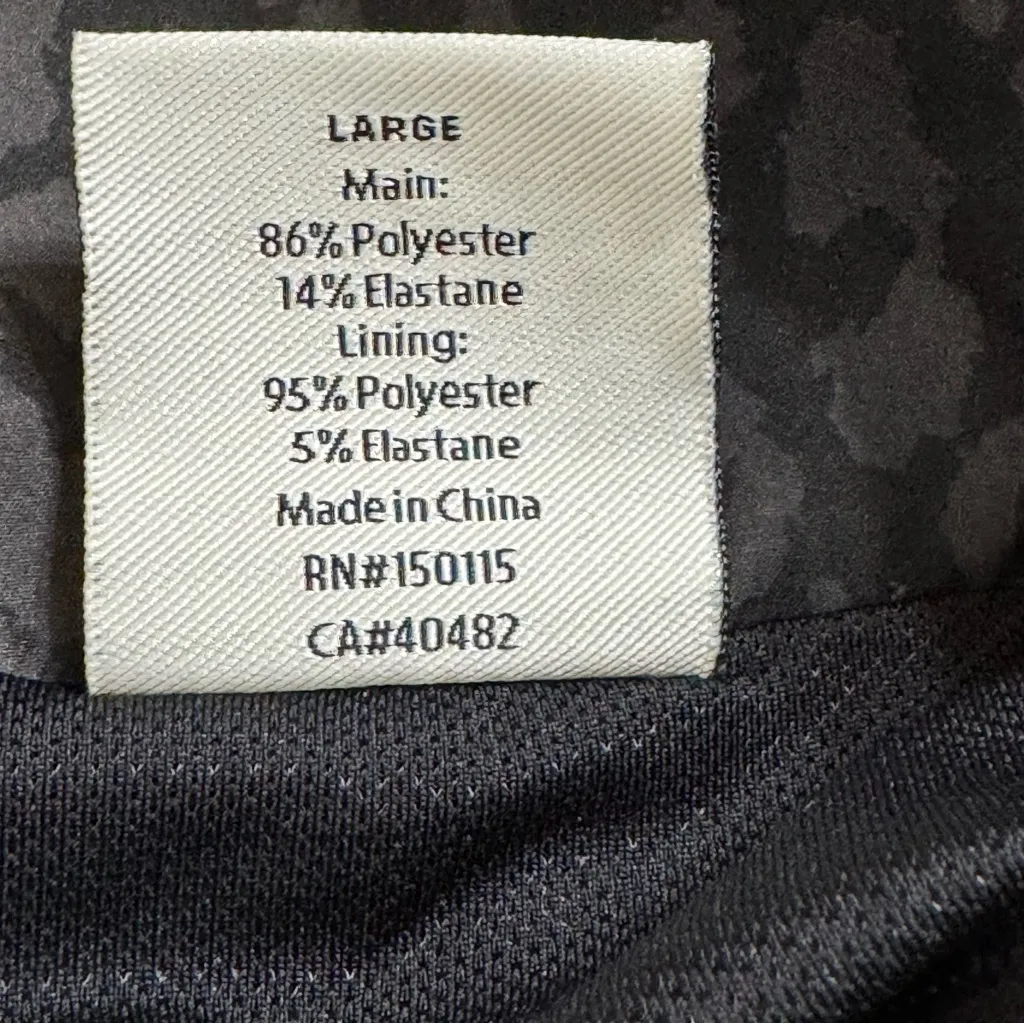 LARGE
Main:
86% Polyester
14% Elastane
Lining:
95% Polyester
5% Elastane
Made in China
RN#150115
CA#40482